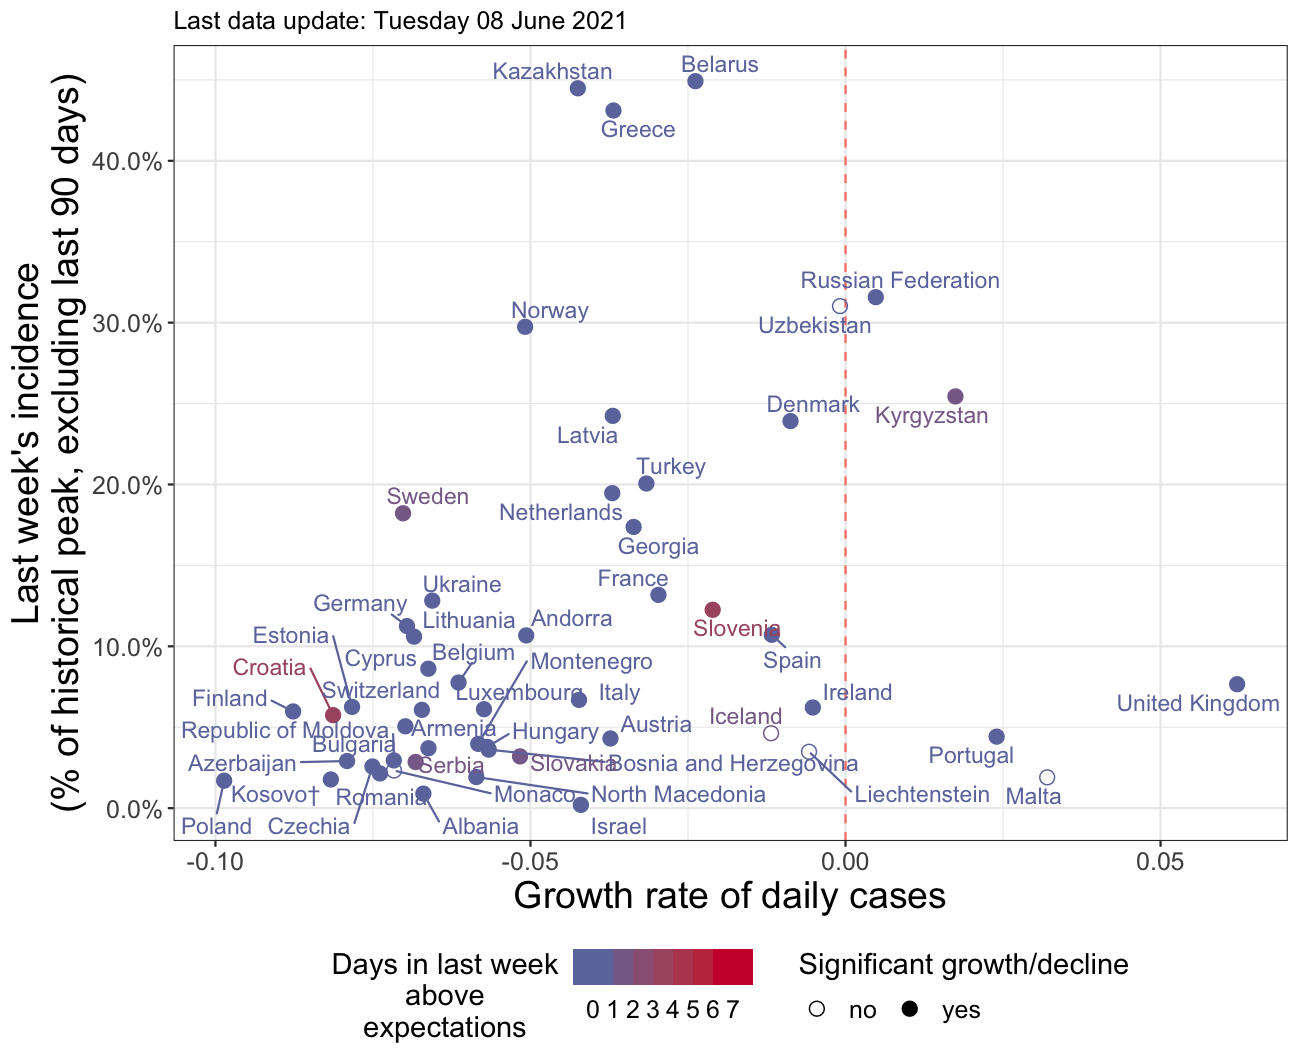 Last data update: Tuesday 08 June 2021
Last week's incidence
(% of historical peak, excluding last 90 days)
40.0%
30.0%
20.0%
10.0%
0.0%
Belarus
Kazakhstan
Greece
Russian Federation
Norway
Uzbekistan
Denmark
Kyrgyzstan
Latvia
Turkey
Sweden
Netherlands
Georgia
France
Ukraine
Germany
Lithuania
Andorra
Slovenia
Estonia
Cyprus
Belgium
Montenegro
Spain
Croatia
Switzerland
Luxembourg
Italy
Ireland
Finland
United Kingdom
Iceland
Republic of Moldova
Armenia
Hungary
Austria
Bulgaria
Portugal
Azerbaijan
Serbia
Slovakia
Bosnia and Herzegovina
Kosovo†
Romania
Monaco
North Macedonia
Liechtenstein
Malta
Poland
Czechia
Albania
Israel
-0.10
-0.05
0.00
0.05
Growth rate of daily cases
Days in last week
above
expectations
0 1 2 3 4 5 6 7
Significant growth/decline
no
yes